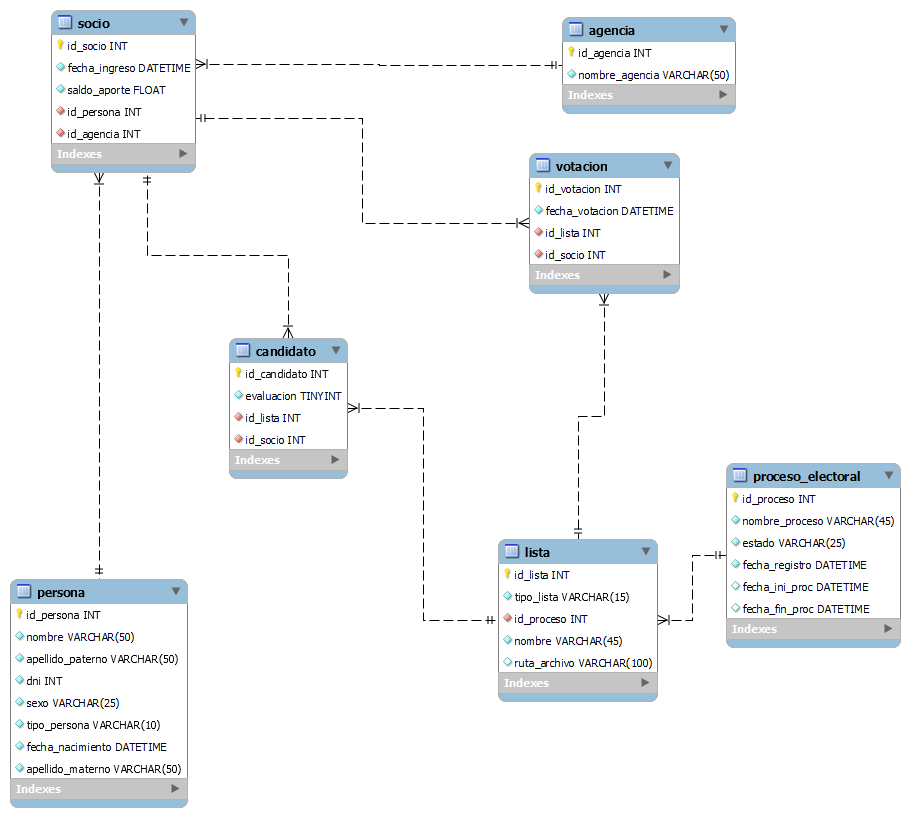 socio
id_socio INT
fecha_ingreso DATETIME
saldo_aporte FLOAT
id_persona INT
id_agencia INT
Indexes
agencia
id_agencia INT
nombre_agencia VARCHAR(50)
Indexes
votacion
id_votacion INT
fecha_votacion DATETIME
id_lista INT
id_socio INT
Indexes
candidato
id_candidato INT
evaluacion TINYINT
id_lista INT
id_socio INT
Indexes
proceso_electoral
id_proceso INT
nombre_proceso VARCHAR(45)
estado VARCHAR(25)
fecha_registro DATETIME
fecha_ini_proc DATETIME
fecha_fin_proc DATETIME
Indexes
lista
id_lista INT
tipo_lista VARCHAR(15)
id_proceso INT
nombre VARCHAR(45)
ruta_archivo VARCHAR(100)
Indexes
persona
id_persona INT
nombre VARCHAR(50)
apellido_paterno VARCHAR(50)
dni INT
sexo VARCHAR(25)
tipo_persona VARCHAR(10)
fecha_nacimiento DATETIME
apellido_materno VARCHAR(50)
Indexes